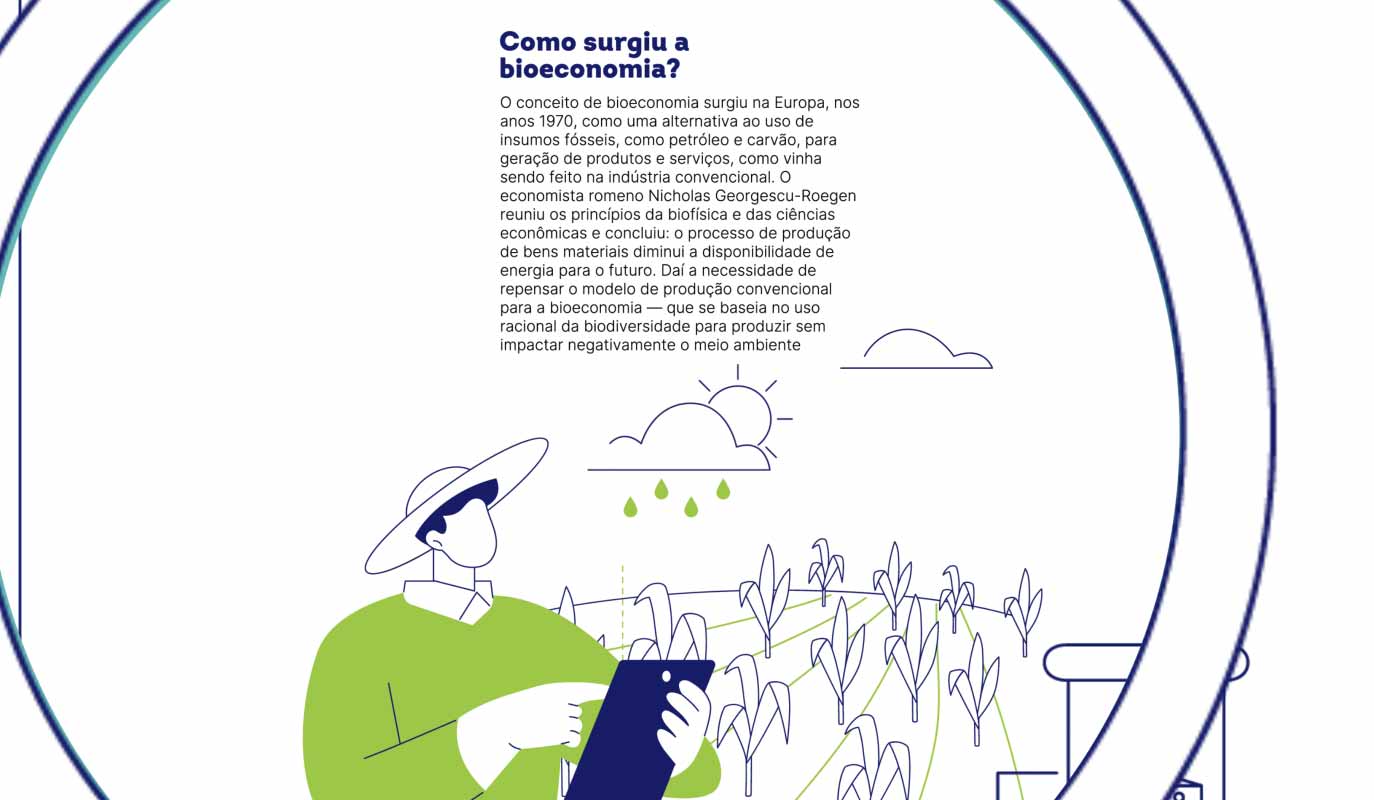 Como surgiu a
bioeconomia?
O conceito de bioeconomia surgiu na Europa, nos
anos 1970, como uma alternativa ao uso de
insumos fósseis, como petróleo e carvão, para
geração de produtos e serviços, como vinha
sendo feito na indústria convencional. O
economista romeno Nicholas Georgescu-Roegen
reuniu os princípios da biofísica e das ciências
econômicas e concluiu: o processo de produção
de bens materiais diminui a disponibilidade de
energia para o futuro. Daí a necessidade de
repensar o modelo de produção convencional
para a bioeconomia — que se baseia no uso
racional da biodiversidade para produzir sem
impactar negativamente o meio ambiente